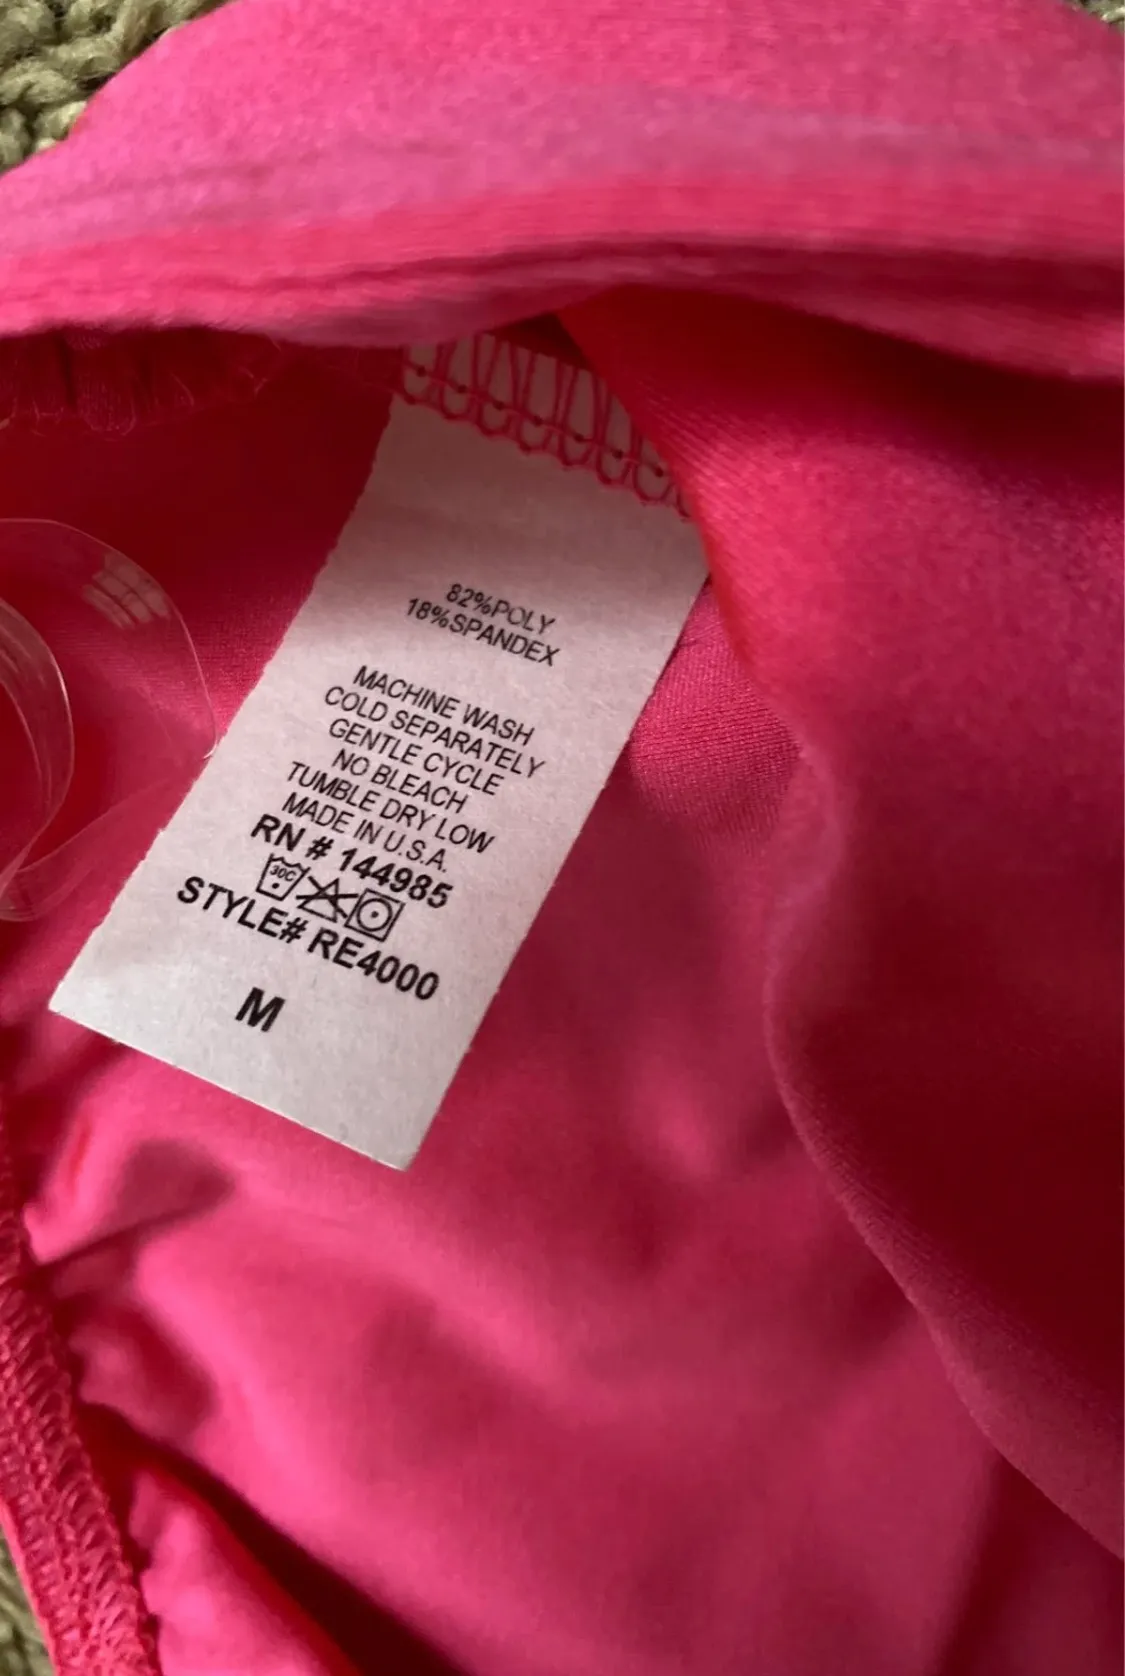 82%POLY
18%SPANDEX
MACHINE WASH
COLD SEPARATELY
GENTLE CYCLE
NO BLEACH
TUMBLE DRY LOW
MADE IN U.S.A.
RN # 144985
30C
STYLE# RE4000
M